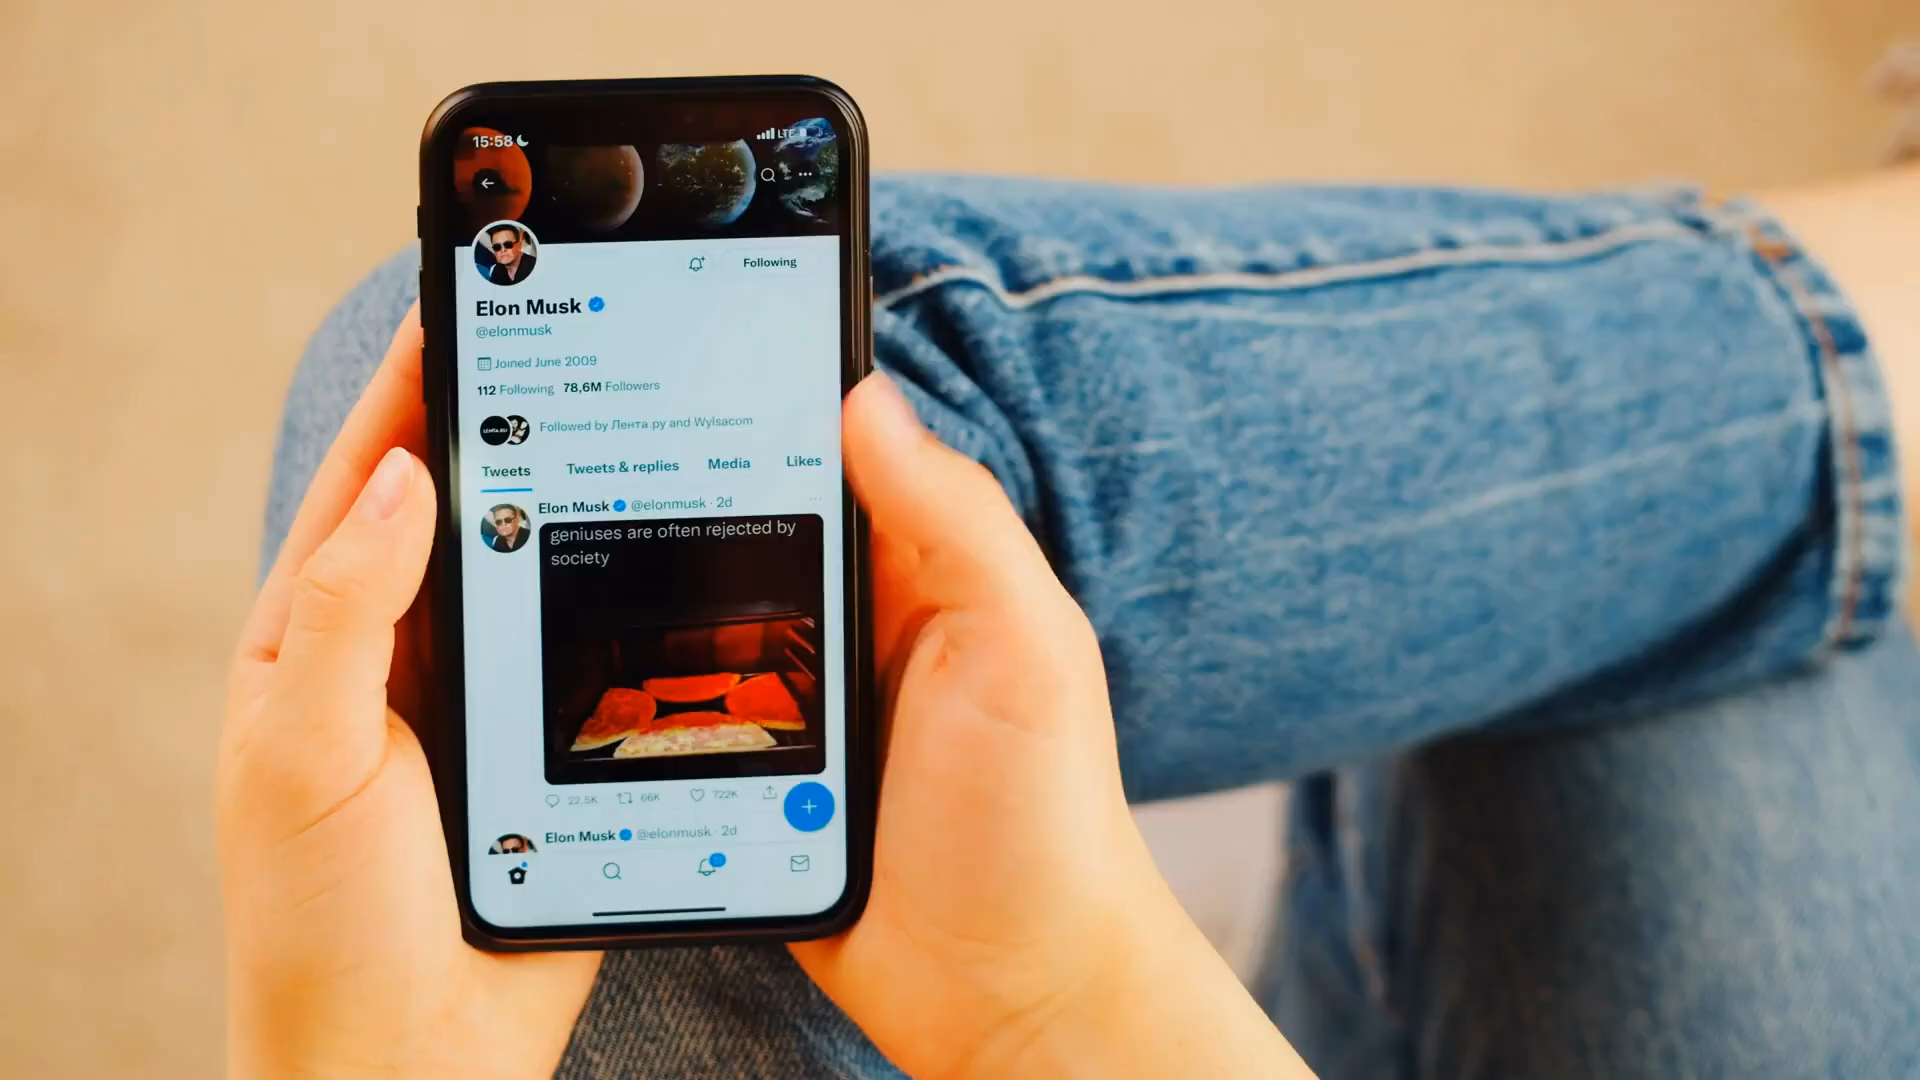 15:58 LTE
Following
Elon Musk
@elonmusk
Joined June 2009
112 Following 78,6M Followers
LENTA.RU
Followed by Лента.ру and Wylsacom
Tweets Tweets & replies Media Likes
Elon Musk @elonmusk · 2d
geniuses are often rejected by
society
22.5K 66K 722K
Elon Musk @elonmusk · 2d